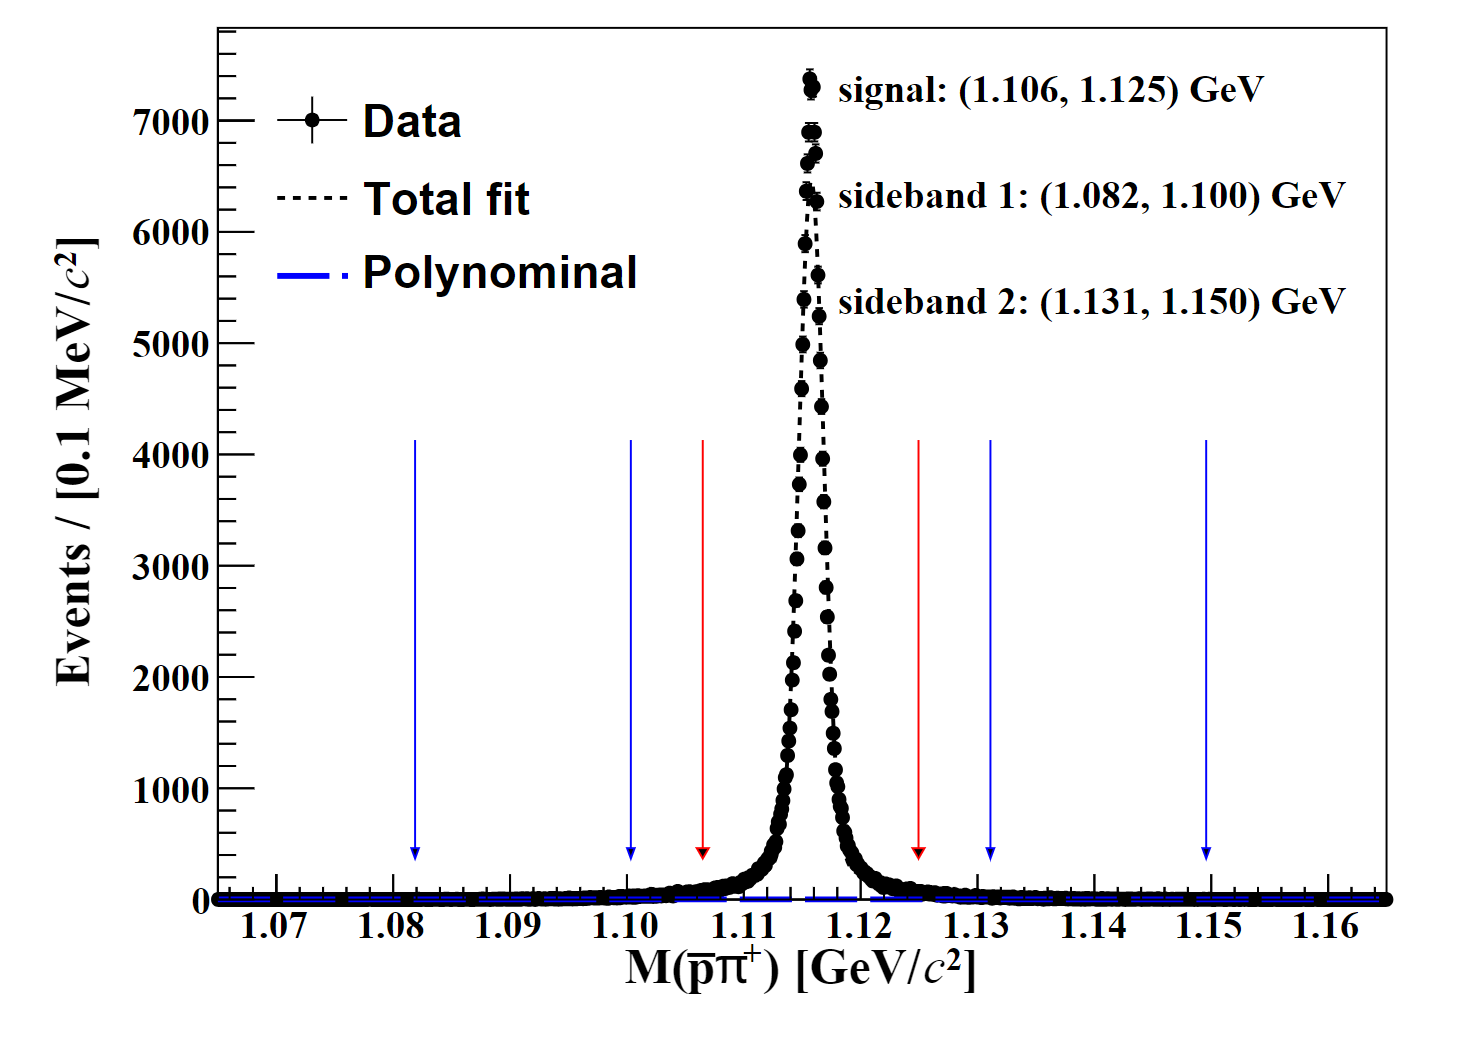 signal: (1.106, 1.125) GeV
Data
sideband 1: (1.082, 1.100) GeV
Total fit
sideband 2: (1.131, 1.150) GeV
Polynominal
Events / [0.1 MeV/c²]
7000
6000
5000
4000
3000
2000
1000
0
1.07 1.08 1.09 1.10 1.11 1.12 1.13 1.14 1.15 1.16
M(p̅π⁺) [GeV/c²]